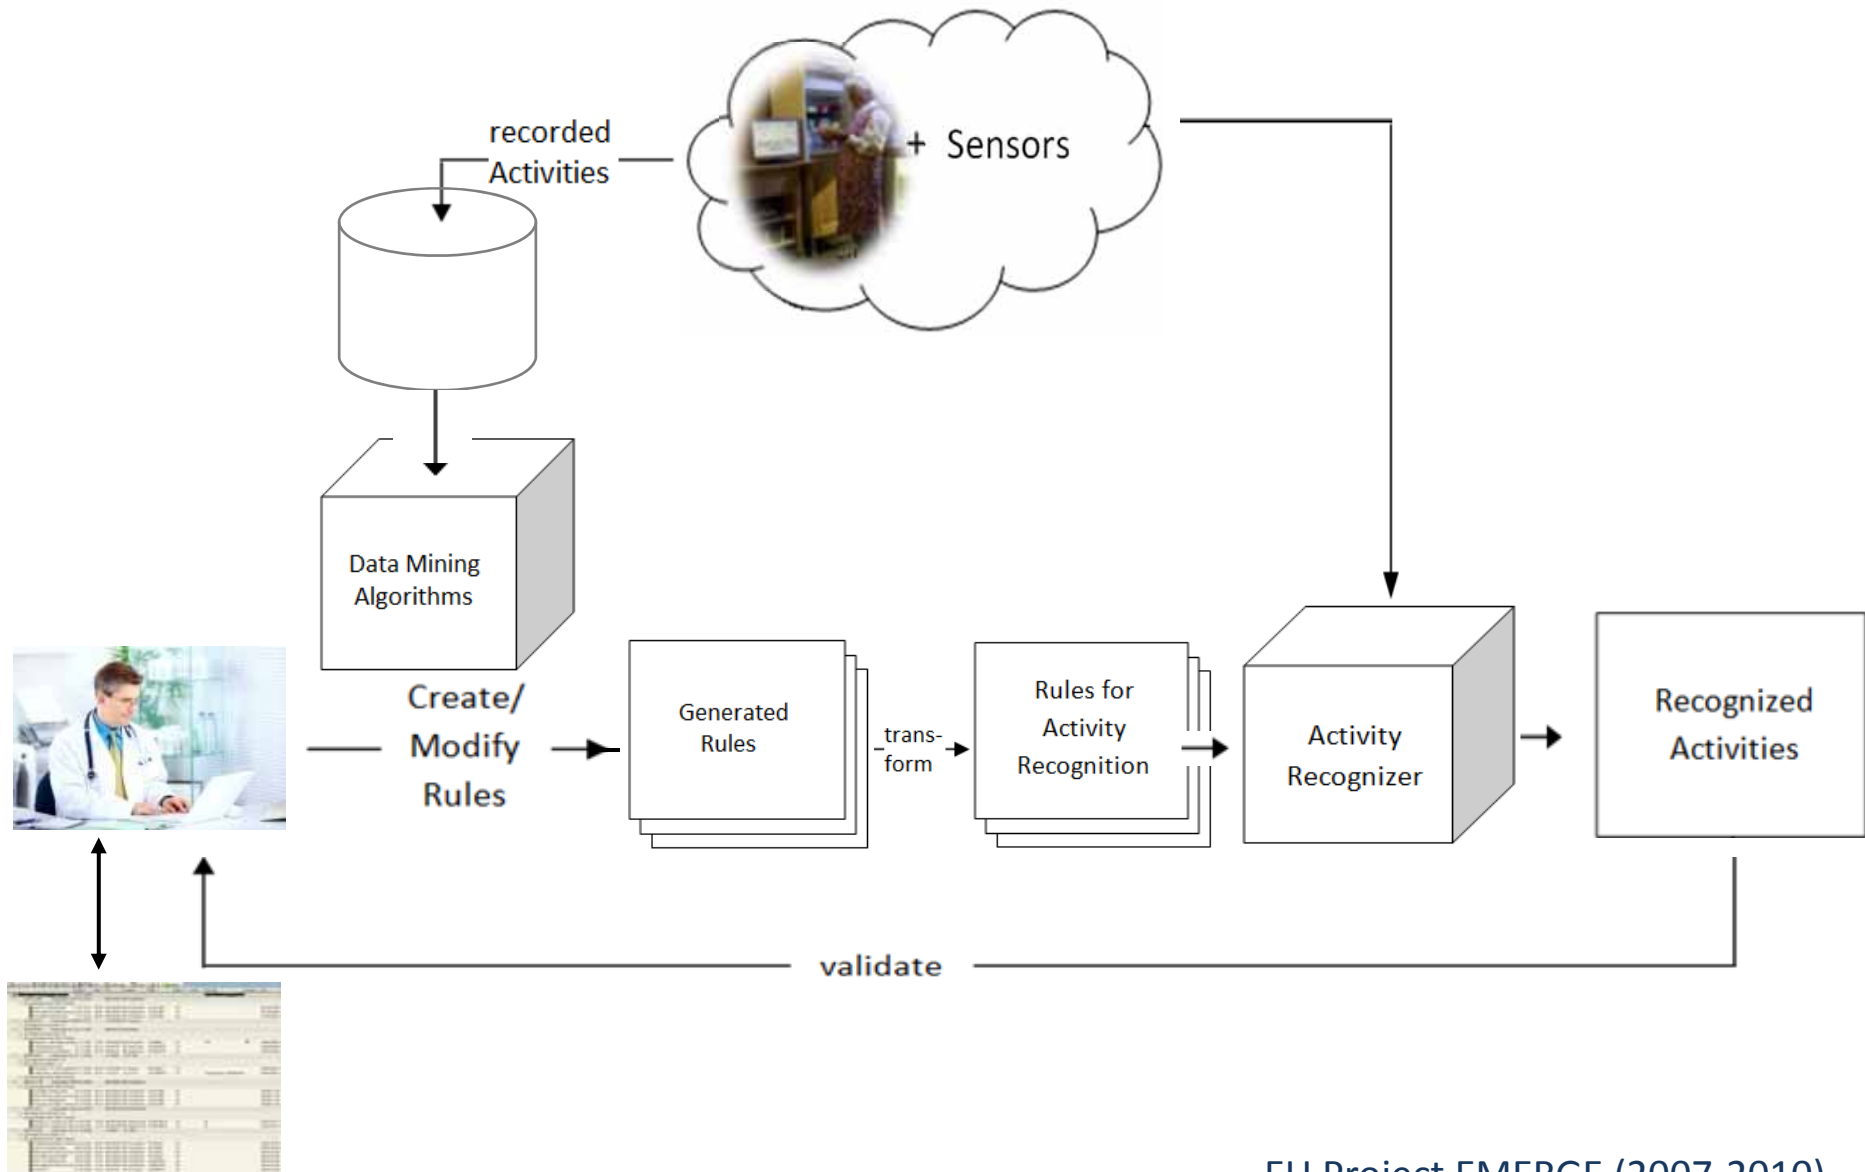 recorded
Activities
+ Sensors
Data Mining
Algorithms
Create/
Modify
Rules
Generated
Rules
trans-
form
Rules for
Activity
Recognition
Activity
Recognizer
Recognized
Activities
validate
EU Project EMERGE (2007-2010)